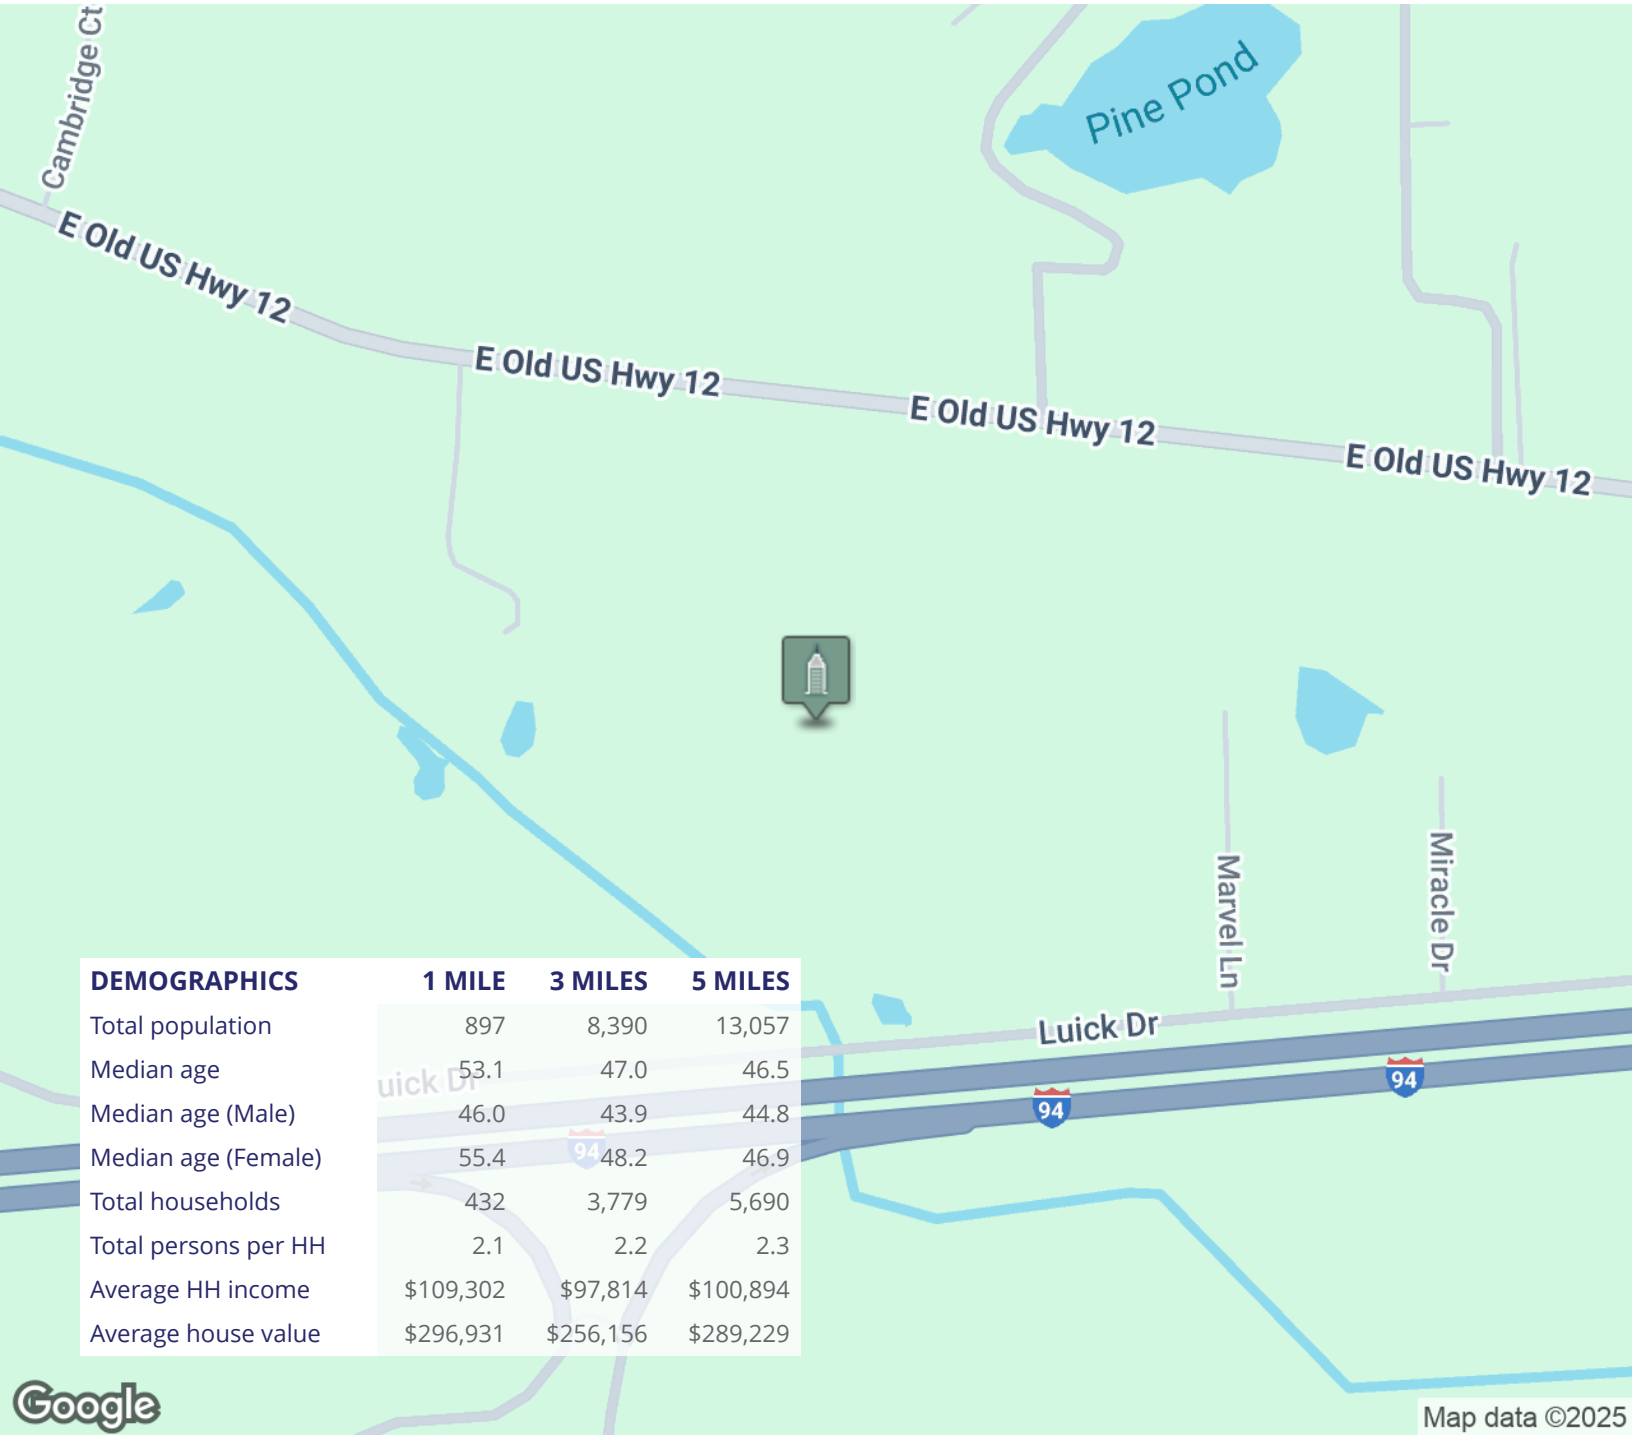 Cambridge Ct
Pine Pond
E Old US Hwy 12
E Old US Hwy 12
E Old US Hwy 12
E Old US Hwy 12
Marvel Ln
Miracle Dr
Luick Dr
94
94
DEMOGRAPHICS 1 MILE 3 MILES 5 MILES
Total population 897 8,390 13,057
Median age 53.1 47.0 46.5
uick Dr
Median age (Male) 46.0 43.9 44.8
94
Median age (Female) 55.4 48.2 46.9
Total households 432 3,779 5,690
Total persons per HH 2.1 2.2 2.3
Average HH income $109,302 $97,814 $100,894
Average house value $296,931 $256,156 $289,229
Google
Map data ©2025